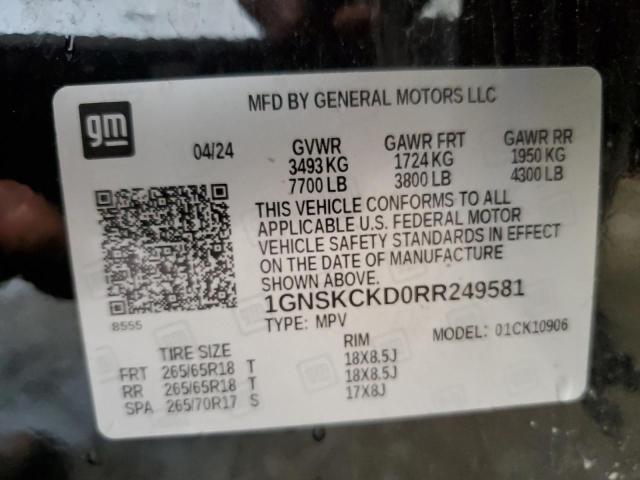 MFD BY GENERAL MOTORS LLC
gm
04/24 GVWR GAWR FRT GAWR RR
3493 KG 1724 KG 1950 KG
7700 LB 3800 LB 4300 LB
THIS VEHICLE CONFORMS TO ALL
APPLICABLE U.S. FEDERAL MOTOR
VEHICLE SAFETY STANDARDS IN EFFECT
ON THE DATE OF MANUFACTURE
SHOWN ABOVE.
8555
1GNSKCKD0RR249581
TYPE: MPV MODEL: 01CK10906
TIRE SIZE RIM
FRT 265/65R18 T 18X8.5J
RR 265/65R18 T 18X8.5J
SPA 265/70R17 S 17X8J